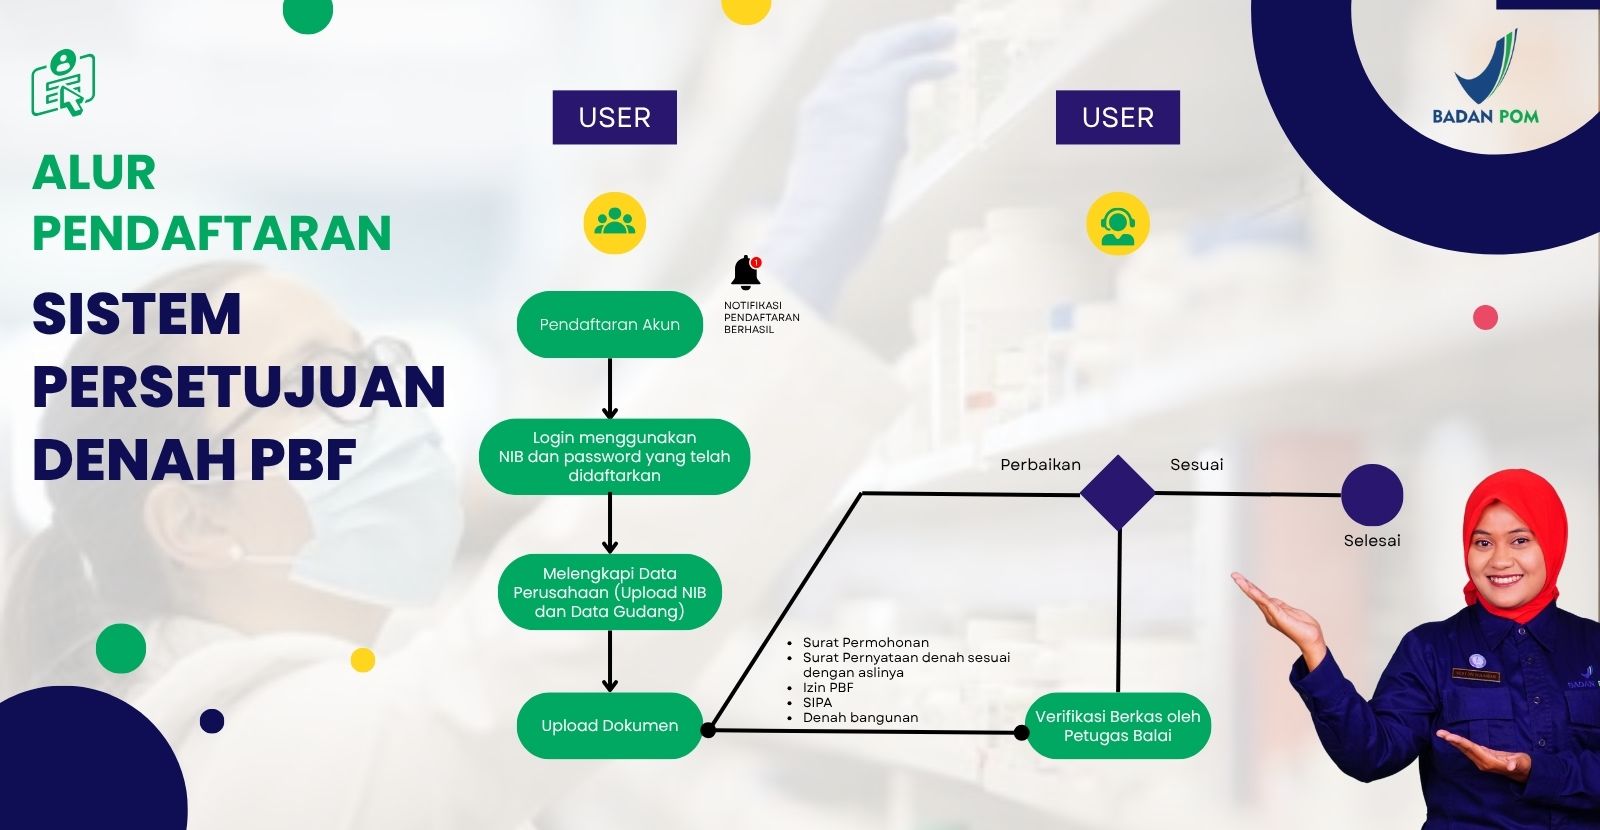 ALUR
PENDAFTARAN
SISTEM
PERSETUJUAN
DENAH PBF
USER
1
NOTIFIKASI
PENDAFTARAN
BERHASIL
Pendaftaran Akun
Login menggunakan
NIB dan password yang telah
didaftarkan
Melengkapi Data
Perusahaan (Upload NIB
dan Data Gudang)
Upload Dokumen
• Surat Permohonan
• Surat Pernyataan denah sesuai
dengan aslinya
• Izin PBF
• SIPA
• Denah bangunan
USER
Perbaikan
Sesuai
Selesai
Verifikasi Berkas oleh
Petugas Balai
BADAN POM
BADAN